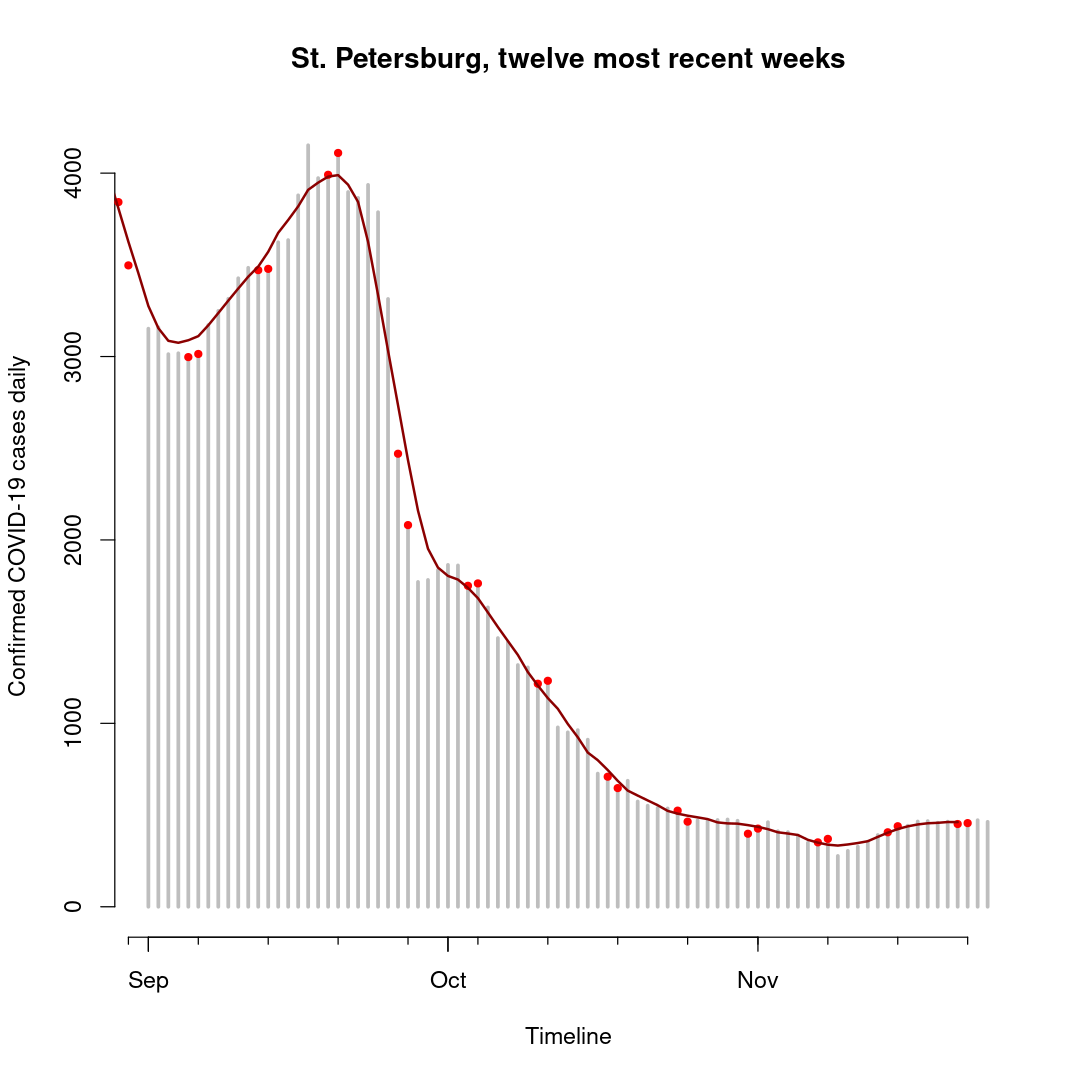 St. Petersburg, twelve most recent weeks
Confirmed COVID-19 cases daily
4000
3000
2000
1000
0
Sep Oct Nov
Timeline